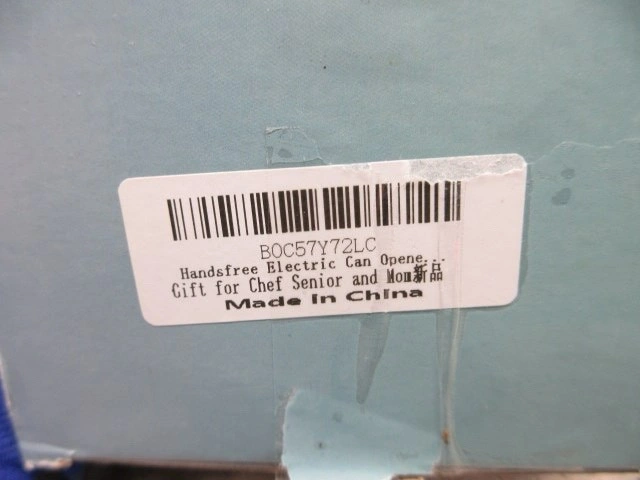 B0C57Y72LC
Handsfree Electric Can Opene...
Gift for Chef Senior and Mom新品
Made in China